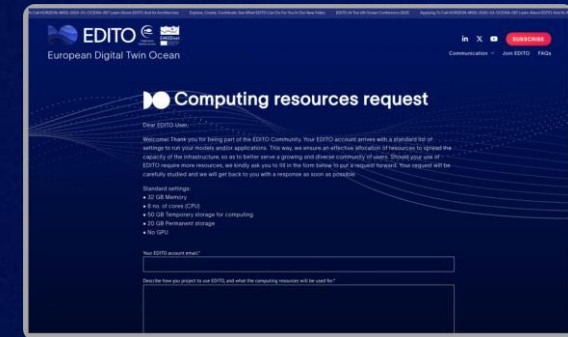 EDITO
European Digital Twin Ocean
SUBSCRIBE
Communication Join EDITO FAQs
Computing resources request
Dear EDITO User,
Welcome! Thank you for being part of the EDITO Community. Your EDITO account arrives with a standard list of
settings to run your models and/or applications. This way, we ensure an effective allocation of resources to spread the
capacity of the infrastructure, so as to better serve a growing and diverse community of users. Should your use of
EDITO require more resources, we kindly ask you to fill in the form below to put a request forward. Your request will be
carefully studied and we will get back to you with a response as soon as possible.
Standard settings:
• 32 GB Memory
• 8 no. of cores (CPU)
• 50 GB Temporary storage for computing
• 20 GB Permanent storage
• No GPU
Your EDITO account email:*
Describe how you project to use EDITO, and what the computing resources will be used for:*